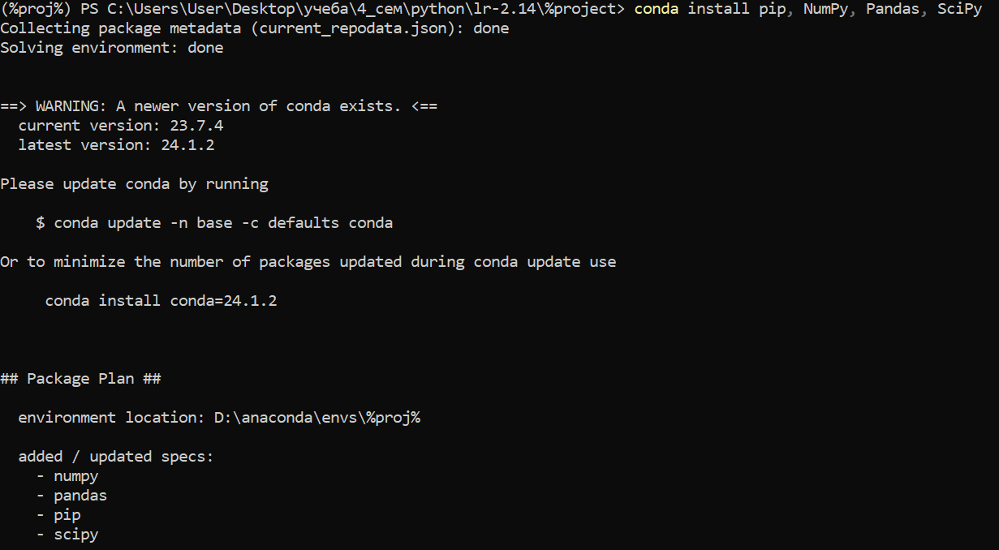 (%proj%) PS C:\Users\User\Desktop\учеба\4_сем\python\lr-2.14\%project> conda install pip, NumPy, Pandas, SciPy
Collecting package metadata (current_repodata.json): done
Solving environment: done
==> WARNING: A newer version of conda exists. <==
current version: 23.7.4
latest version: 24.1.2
Please update conda by running
$ conda update -n base -c defaults conda
Or to minimize the number of packages updated during conda update use
conda install conda=24.1.2
## Package Plan ##
environment location: D:\anaconda\envs\%proj%
added / updated specs:
- numpy
- pandas
- pip
- scipy